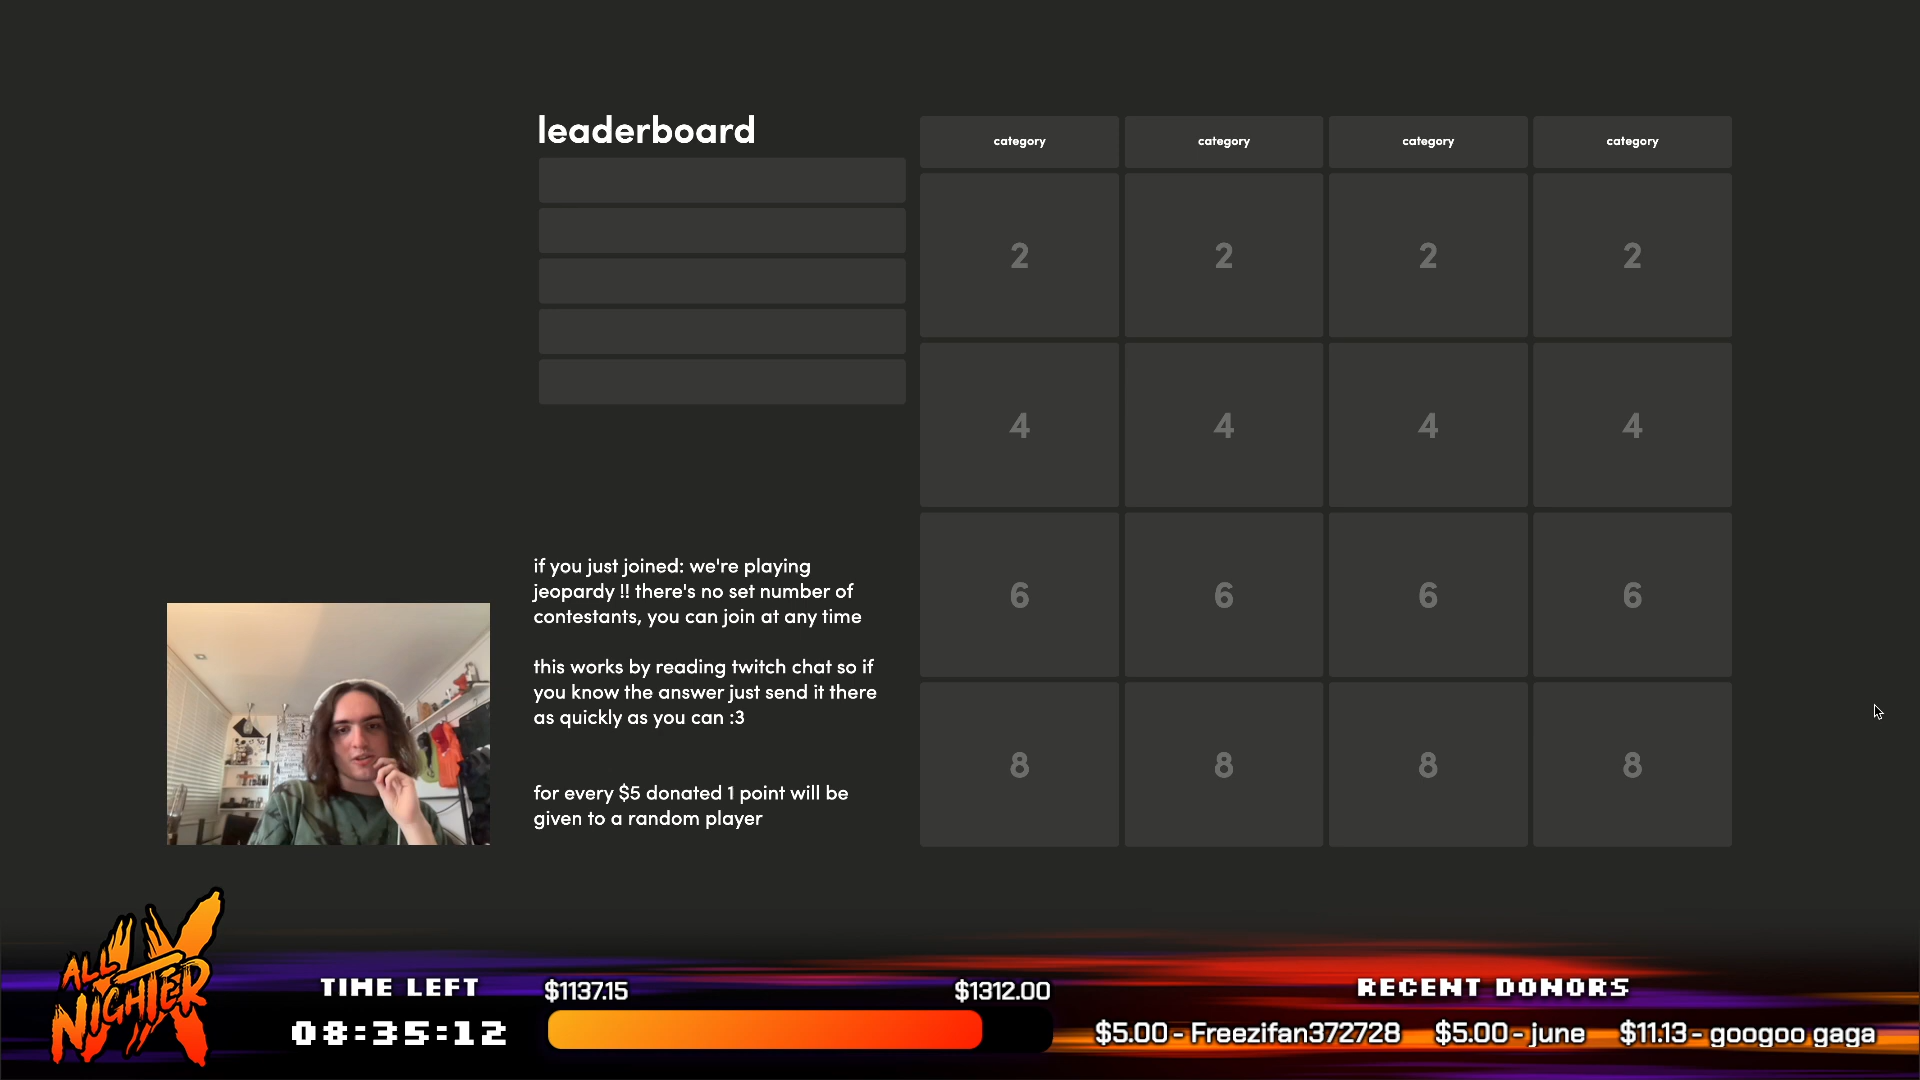 leaderboard
category category category category
2 2 2 2
4 4 4 4
6 6 6 6
8 8 8 8
if you just joined: we're playing
jeopardy !! there's no set number of
contestants, you can join at any time
this works by reading twitch chat so if
you know the answer just send it there
as quickly as you can :3
for every $5 donated 1 point will be
given to a random player
ALL
NIGHTER
TIME LEFT
08:35:12
$1137.15 $1312.00
RECENT DONORS
$5.00 - Freezifan372728 $5.00 - june $11.13 - googoo gaga